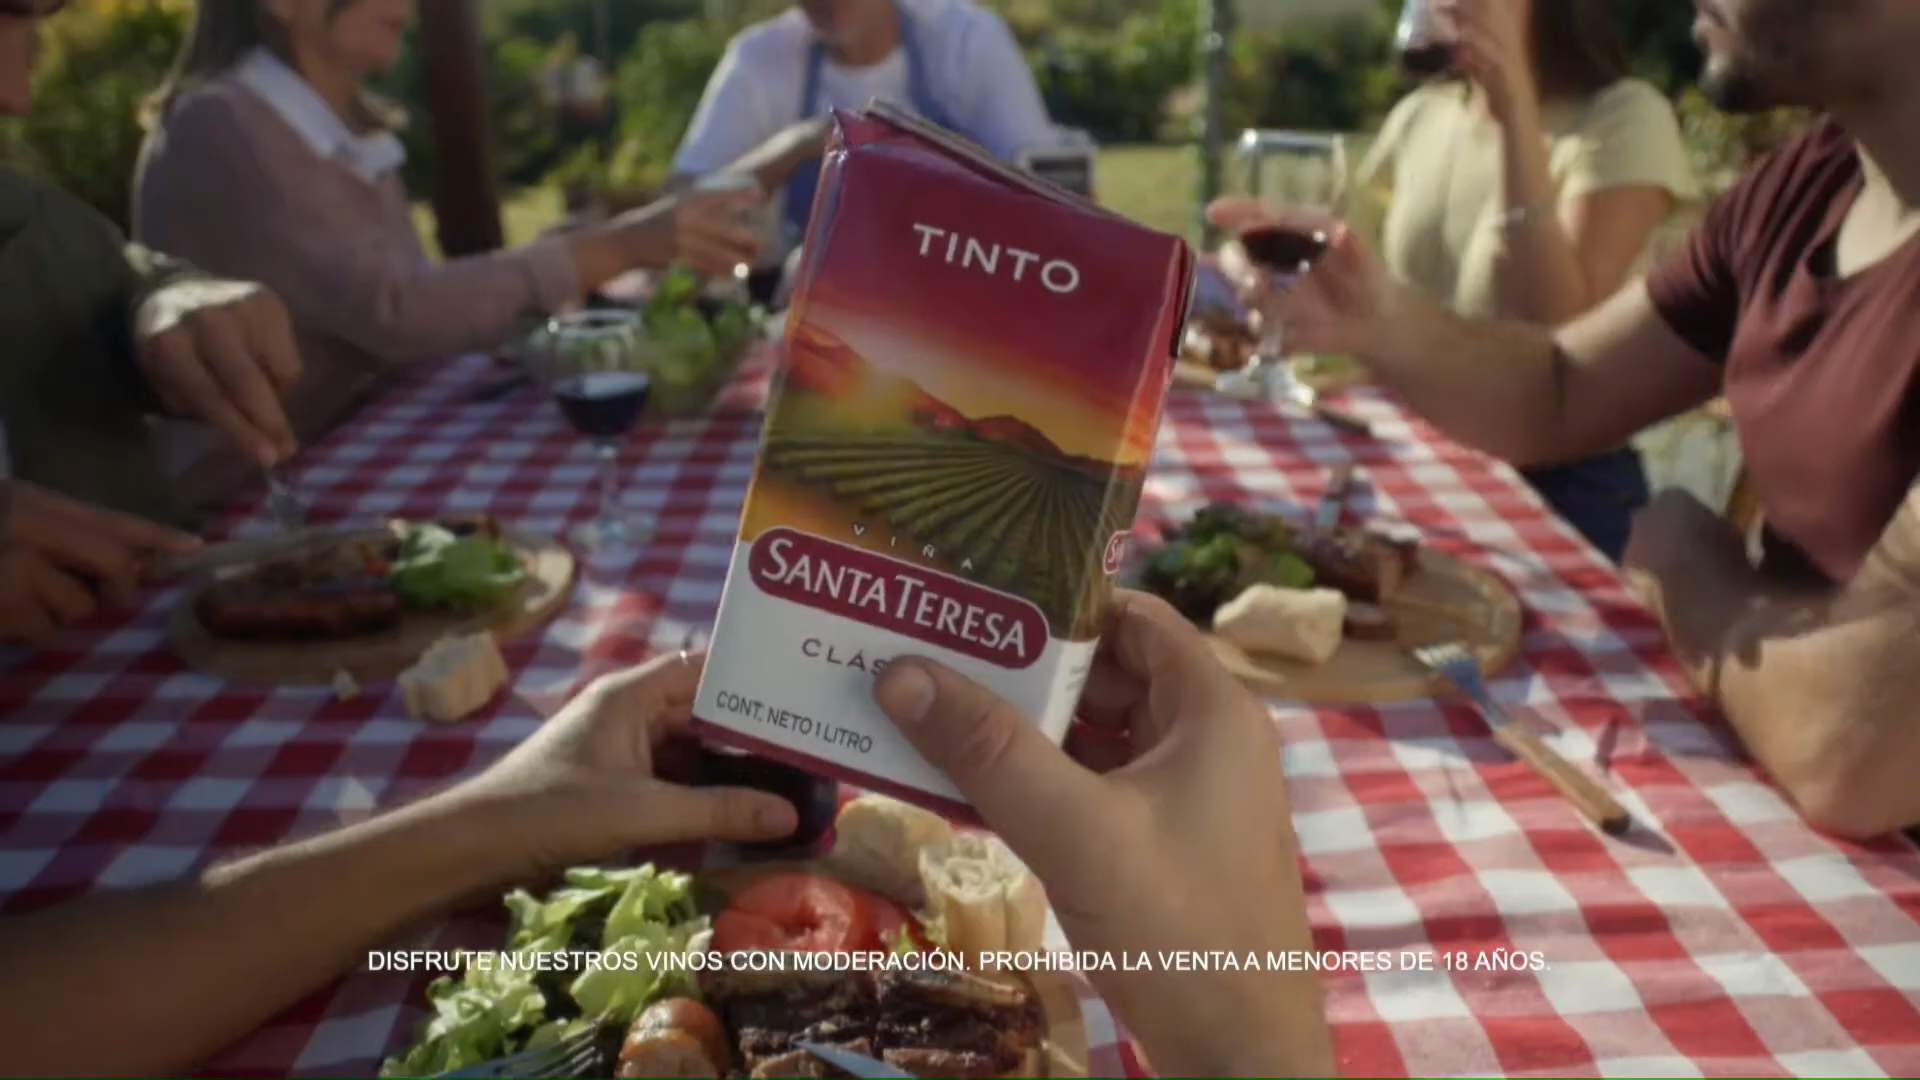 TINTO
VIÑA
SANTA TERESA
CLÁS
CONT. NETO 1 LITRO
DISFRUTE NUESTROS VINOS CON MODERACIÓN. PROHIBIDA LA VENTA A MENORES DE 18 AÑOS.